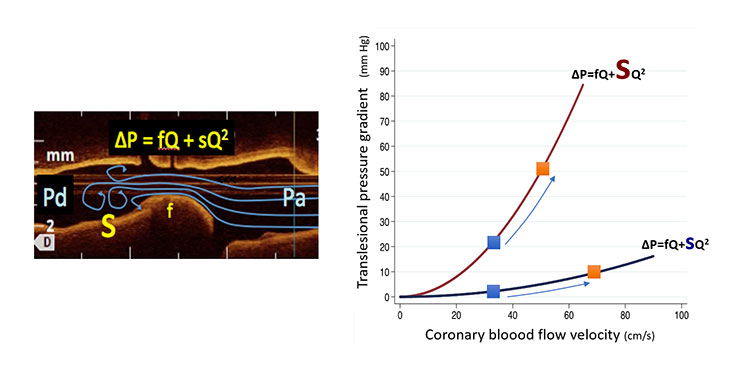 ΔP = fQ + sQ²
mm
Pd
Pa
f
S
2
D
Translesional pressure gradient (mm Hg)
100
90
80
70
60
50
40
30
20
10
0
ΔP=fQ+SQ²
ΔP=fQ+SQ²
0 20 40 60 80 100
Coronary bloood flow velocity (cm/s)